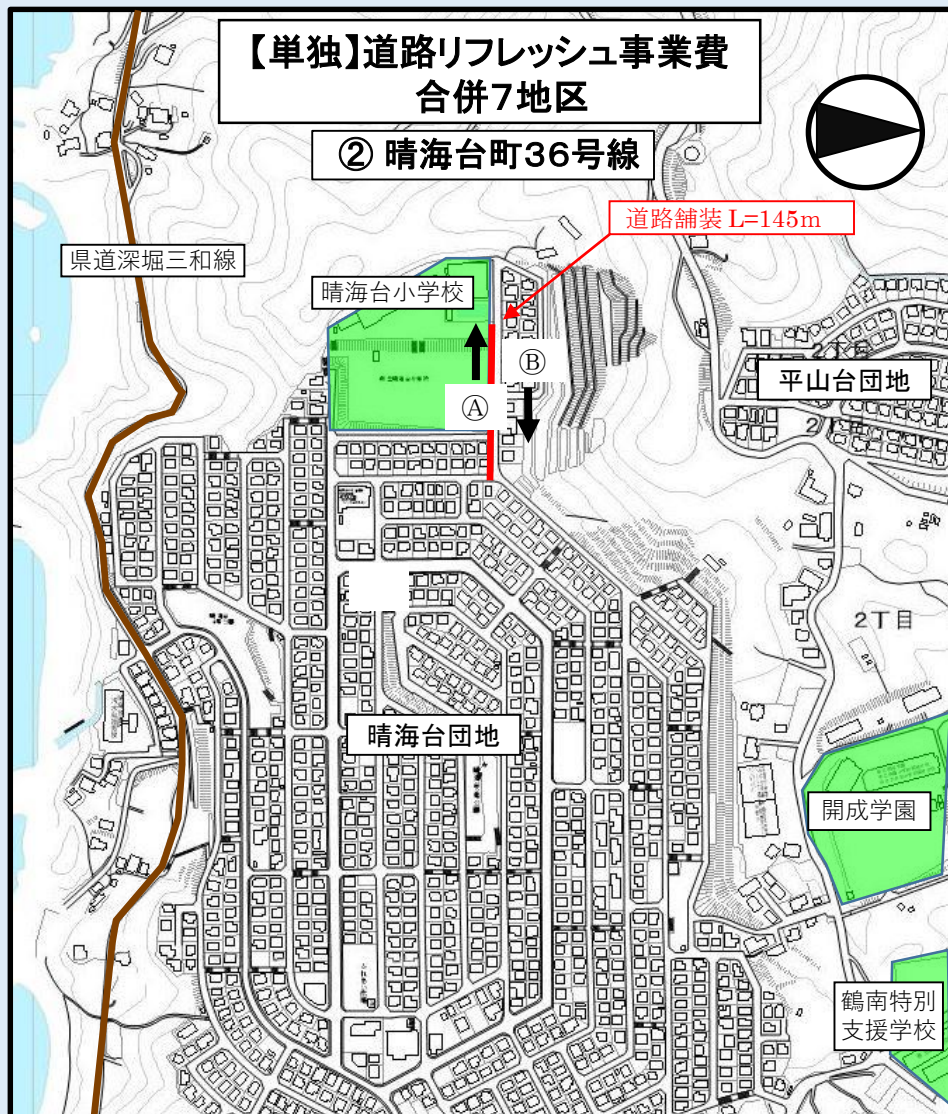 【単独】道路リフレッシュ事業費
合併7地区
② 晴海台町36号線
道路舗装 L=145m
県道深堀三和線
晴海台小学校
Ⓑ
Ⓐ
平山台団地
2丁目
晴海台団地
開成学園
鶴南特別
支援学校